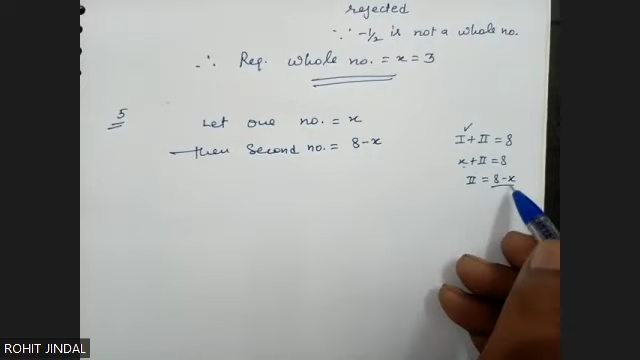 rejected
∵ -1/2 is not a whole no.
∴ Req. whole no. = x = 3
5
Let one no. = x
then second no. = 8-x
I + II = 8
x + II = 8
II = 8-x
ROHIT JINDAL